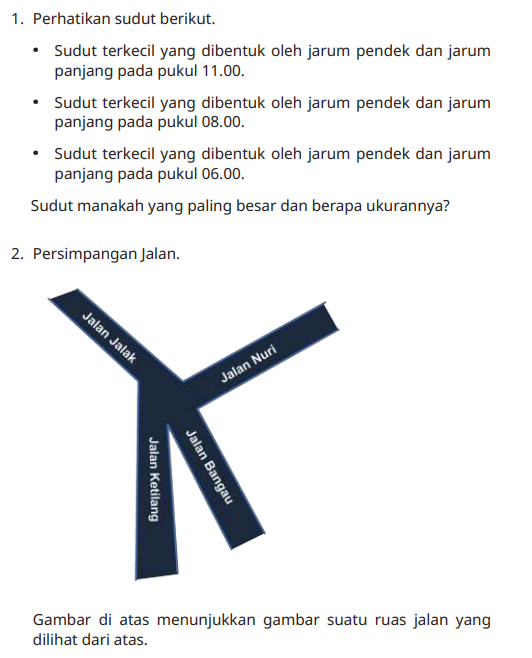 1. Perhatikan sudut berikut.
• Sudut terkecil yang dibentuk oleh jarum pendek dan jarum
panjang pada pukul 11.00.
• Sudut terkecil yang dibentuk oleh jarum pendek dan jarum
panjang pada pukul 08.00.
• Sudut terkecil yang dibentuk oleh jarum pendek dan jarum
panjang pada pukul 06.00.
Sudut manakah yang paling besar dan berapa ukurannya?
2. Persimpangan Jalan.
Jalan Jalak
Jalan Nuri
Jalan Ketilang
Jalan Bangau
Gambar di atas menunjukkan gambar suatu ruas jalan yang
dilihat dari atas.